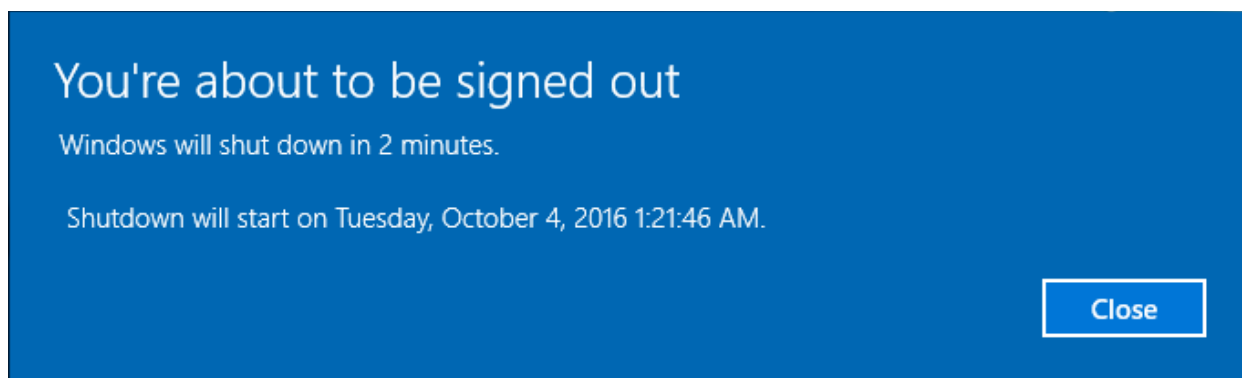 You're about to be signed out
Windows will shut down in 2 minutes.
Shutdown will start on Tuesday, October 4, 2016 1:21:46 AM.
Close